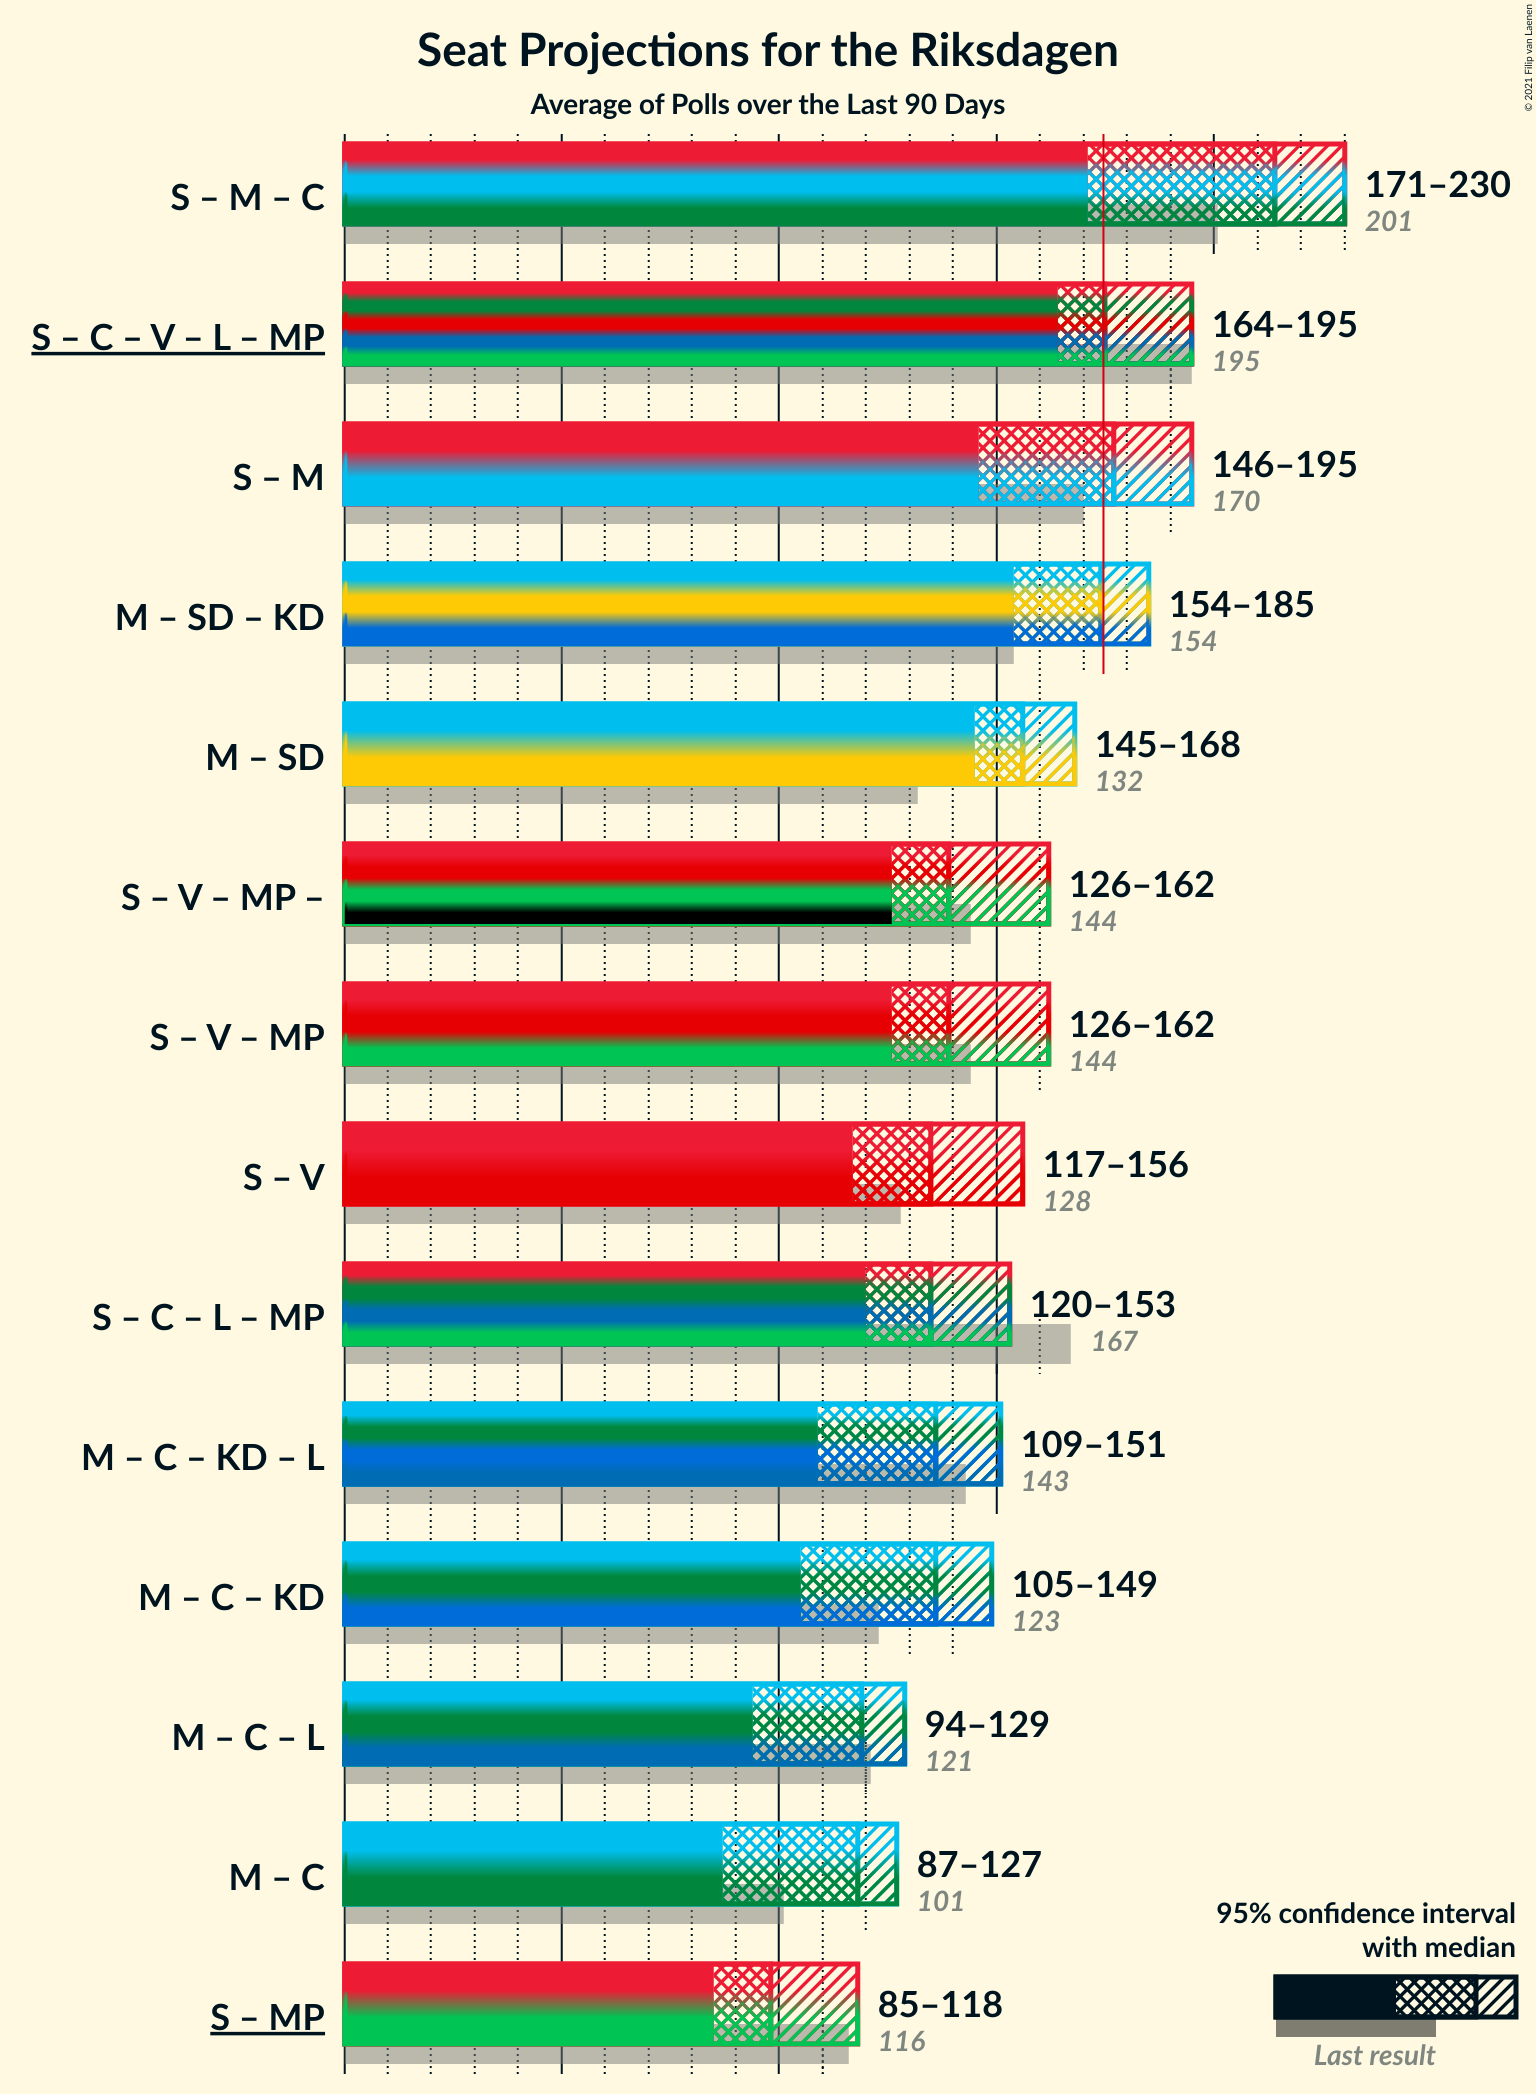 Seat Projections for the Riksdagen
Average of Polls over the Last 90 Days
© 2021 Filip van Laenen
S – M – C
171–230
201
S – C – V – L – MP
164–195
195
S – M
146–195
170
M – SD – KD
154–185
154
M – SD
145–168
132
S – V – MP –
126–162
144
S – V – MP
126–162
144
S – V
117–156
128
S – C – L – MP
120–153
167
M – C – KD – L
109–151
143
M – C – KD
105–149
123
M – C – L
94–129
121
M – C
87–127
101
S – MP
85–118
116
95% confidence interval
with median
Last result